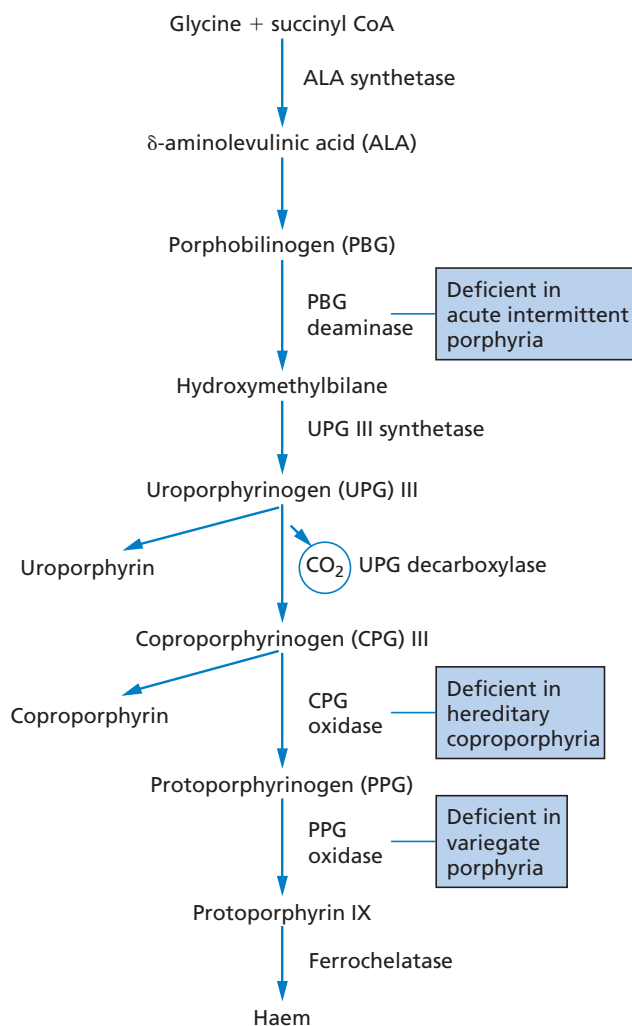 Glycine + succinyl CoA
ALA synthetase
δ-aminolevulinic acid (ALA)
Porphobilinogen (PBG)
PBG
deaminase
Deficient in
acute intermittent
porphyria
Hydroxymethylbilane
UPG III synthetase
Uroporphyrinogen (UPG) III
Uroporphyrin
CO₂
UPG decarboxylase
Coproporphyrinogen (CPG) III
Coproporphyrin
CPG
oxidase
Deficient in
hereditary
coproporphyria
Protoporphyrinogen (PPG)
PPG
oxidase
Deficient in
variegate
porphyria
Protoporphyrin IX
Ferrochelatase
Haem